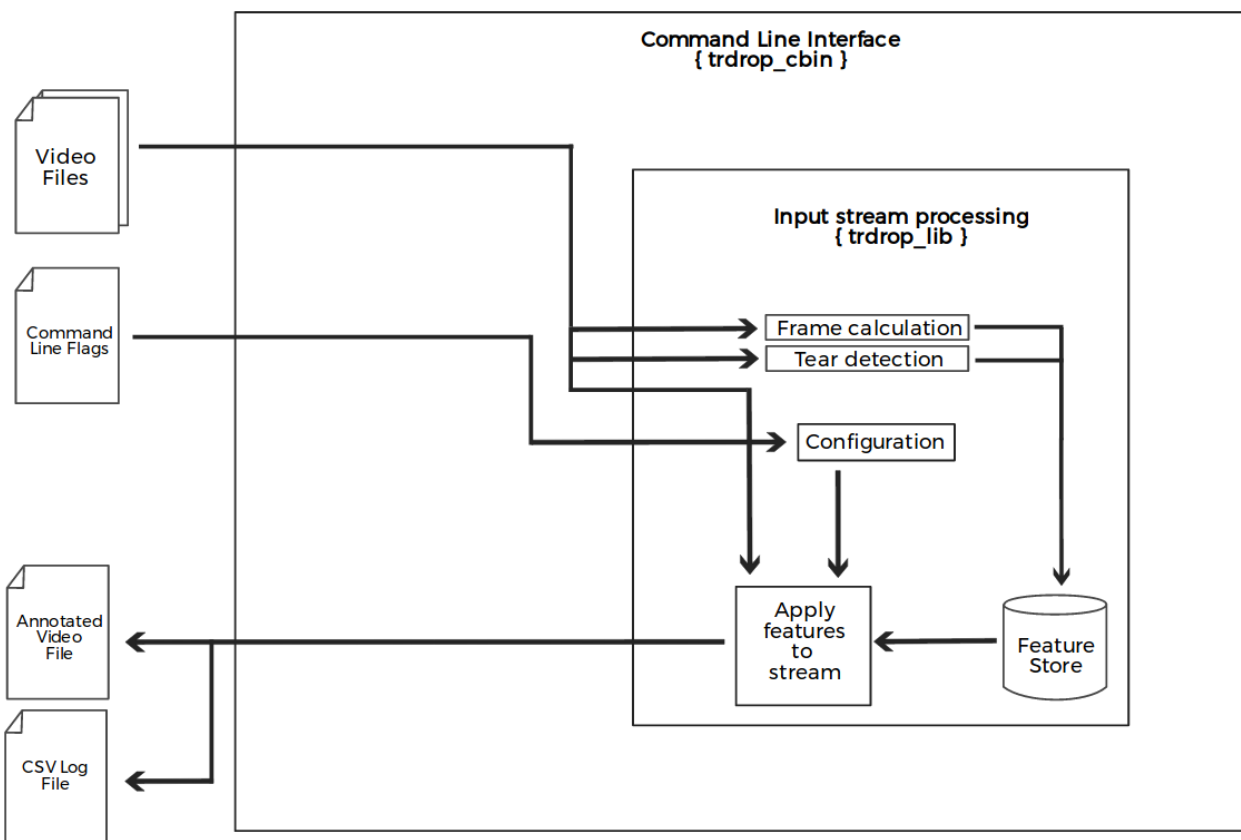 Command Line Interface
{ trdrop_cbin }
Video
Files
Input stream processing
{ trdrop_lib }
Command
Line Flags
Frame calculation
Tear detection
Configuration
Annotated
Video
File
Apply
features
to
stream
Feature
Store
CSV Log
File